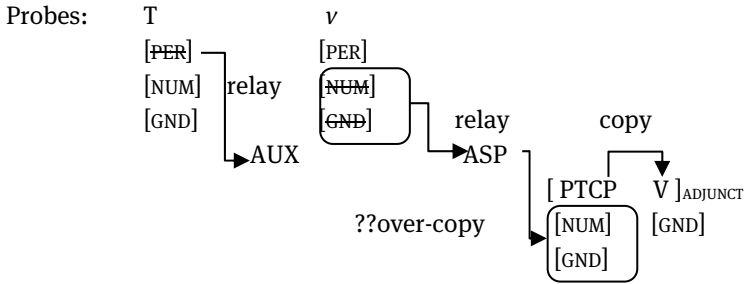 Probes: T v
[PER] [PER]
[NUM] relay [NUM]
[GND] [GND] relay copy
AUX ASP
[ PTCP V ]ADJUNCT
??over-copy [NUM] [GND]
[GND]